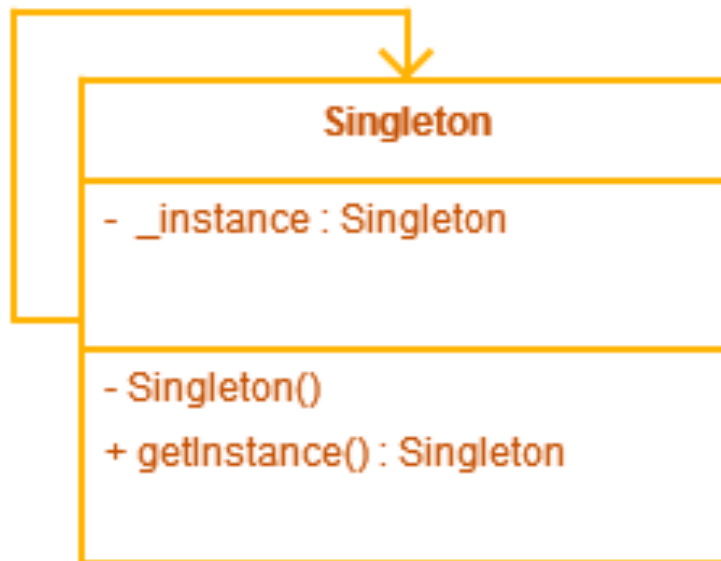 Singleton
- _instance : Singleton
- Singleton()
+ getInstance() : Singleton